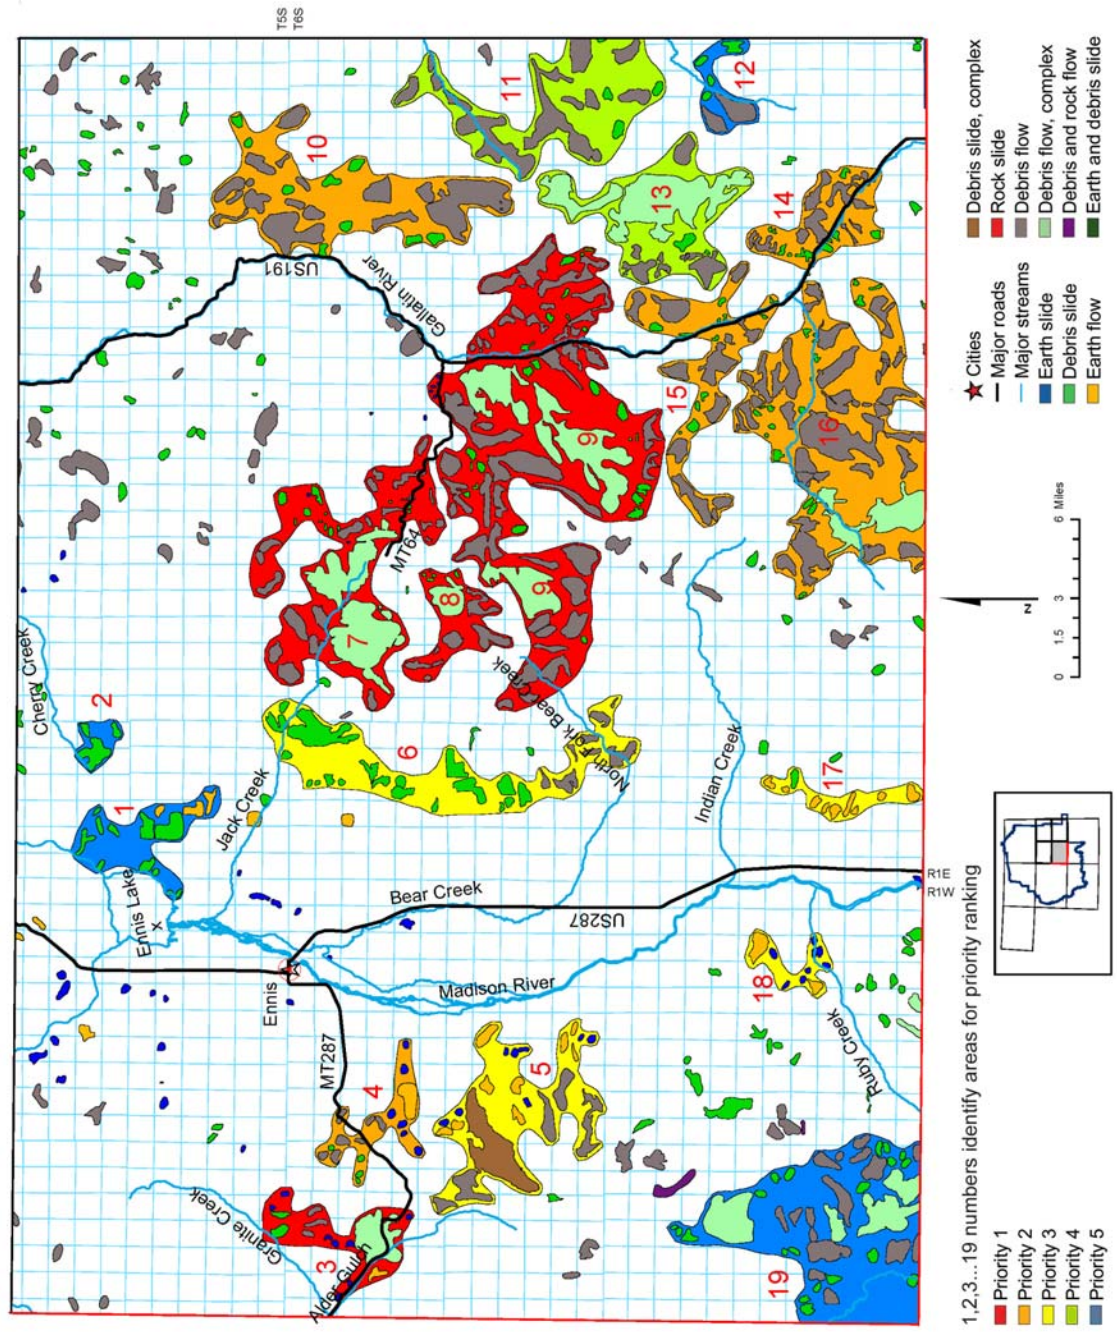 T5S
T6S
Cherry Creek
2
1
Ennis Lake
x
Jack Creek
10
US191
Gallatin River
11
12
13
14
15
16
9
MT64
7
8
9
6
North Fork Bear Creek
Indian Creek
17
Bear Creek
US287
R1E
R1W
Ennis
Madison River
MT287
4
5
18
Ruby Creek
Granite Creek
3
Alder Gulch
19
1,2,3...19 numbers identify areas for priority ranking
Priority 1
Priority 2
Priority 3
Priority 4
Priority 5
N
0 1.5 3 6 Miles
Cities
Major roads
Major streams
Earth slide
Debris slide
Earth flow
Debris slide, complex
Rock slide
Debris flow
Debris flow, complex
Debris and rock flow
Earth and debris slide